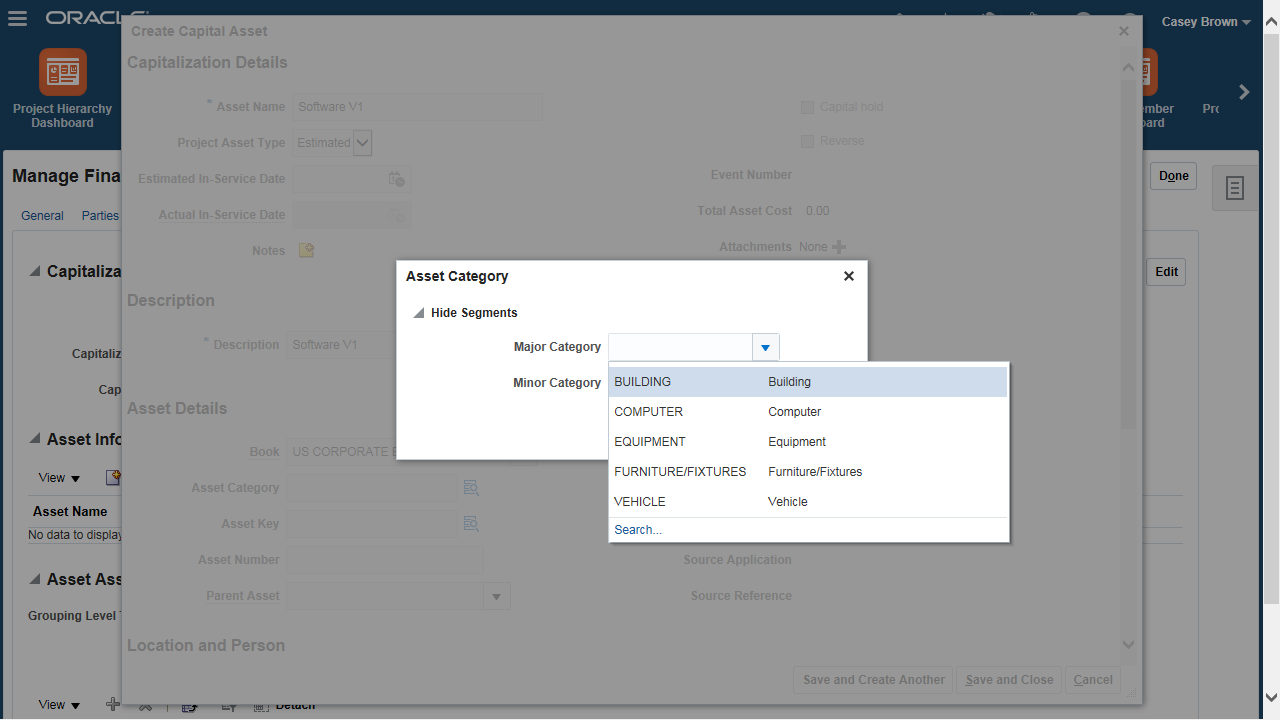 ORACLE
Casey Brown
Project Hierarchy
Dashboard
Manage Fina
Done
General Parties
Capitaliza
Edit
Capitaliz
Cap
Asset Info
View
Asset Name
No data to display
Asset Ass
Grouping Level
View
Detach
Create Capital Asset
Capitalization Details
* Asset Name Software V1
Capital hold
Project Asset Type Estimated
Reverse
Estimated In-Service Date
Event Number
Actual In-Service Date
Total Asset Cost 0.00
Notes
Attachments None
Description
* Description Software V1
Asset Details
Book US CORPORATE
Asset Category
Asset Key
Asset Number
Source Application
Parent Asset
Source Reference
Location and Person
Save and Create Another Save and Close Cancel
Asset Category
Hide Segments
Major Category
Minor Category
BUILDING Building
COMPUTER Computer
EQUIPMENT Equipment
FURNITURE/FIXTURES Furniture/Fixtures
VEHICLE Vehicle
Search...